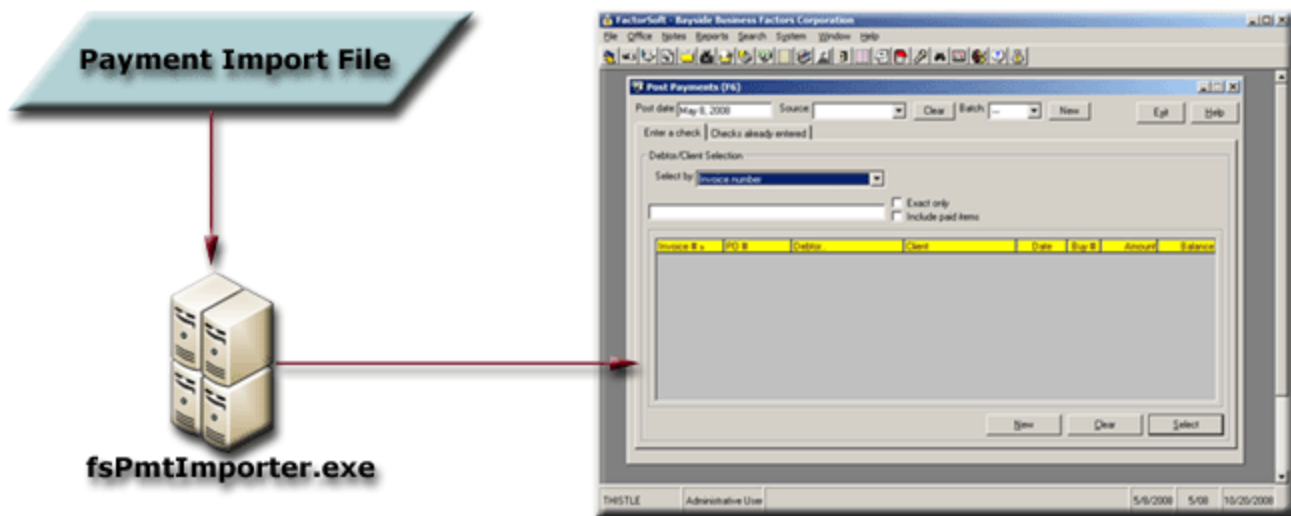 Payment Import File
fsPmtImporter.exe
FactorSoft - Bayside Business Factors Corporation
File Office Notes Reports Search System Window Help
Post Payments (F6)
Post date: May 8, 2008 Source: Clear Batch: --- New Exit Help
Enter a check Checks already entered
Debtor/Client Selection
Select by: Invoice number
Exact only
Include paid items
Invoice # PO # Debtor Client Date Buy # Amount Balance
New Clear Select
THISTLE Administrative User 5/8/2008 5/08 10/20/2008